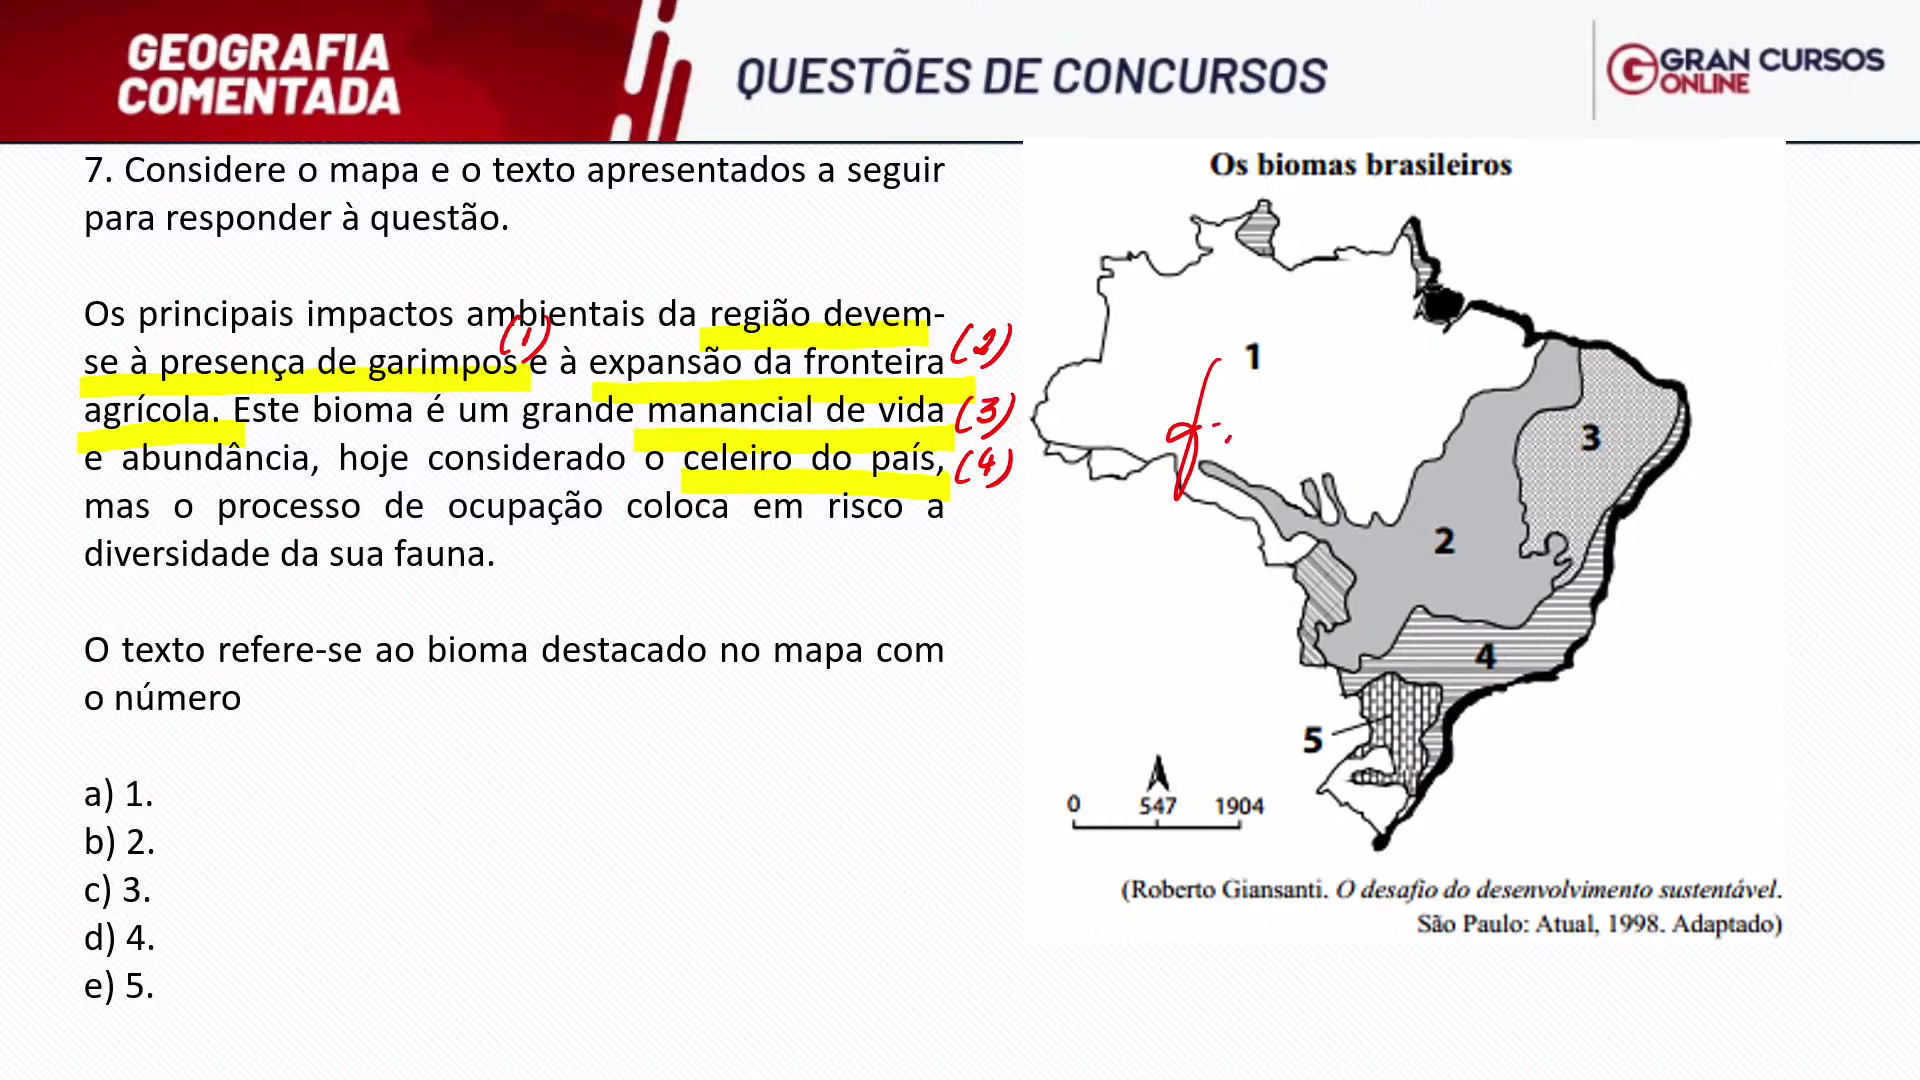 GEOGRAFIA
COMENTADA
QUESTÕES DE CONCURSOS
GRAN CURSOS
ONLINE
7. Considere o mapa e o texto apresentados a seguir
para responder à questão.
Os principais impactos ambientais da região devem-
(1)
se à presença de garimpos e à expansão da fronteira
(2)
agrícola. Este bioma é um grande manancial de vida
(3)
e abundância, hoje considerado o celeiro do país,
(4)
mas o processo de ocupação coloca em risco a
diversidade da sua fauna.
O texto refere-se ao bioma destacado no mapa com
o número
a) 1.
b) 2.
c) 3.
d) 4.
e) 5.
Os biomas brasileiros
1
3
2
4
5
0 547 1904
(Roberto Giansanti. O desafio do desenvolvimento sustentável.
São Paulo: Atual, 1998. Adaptado)